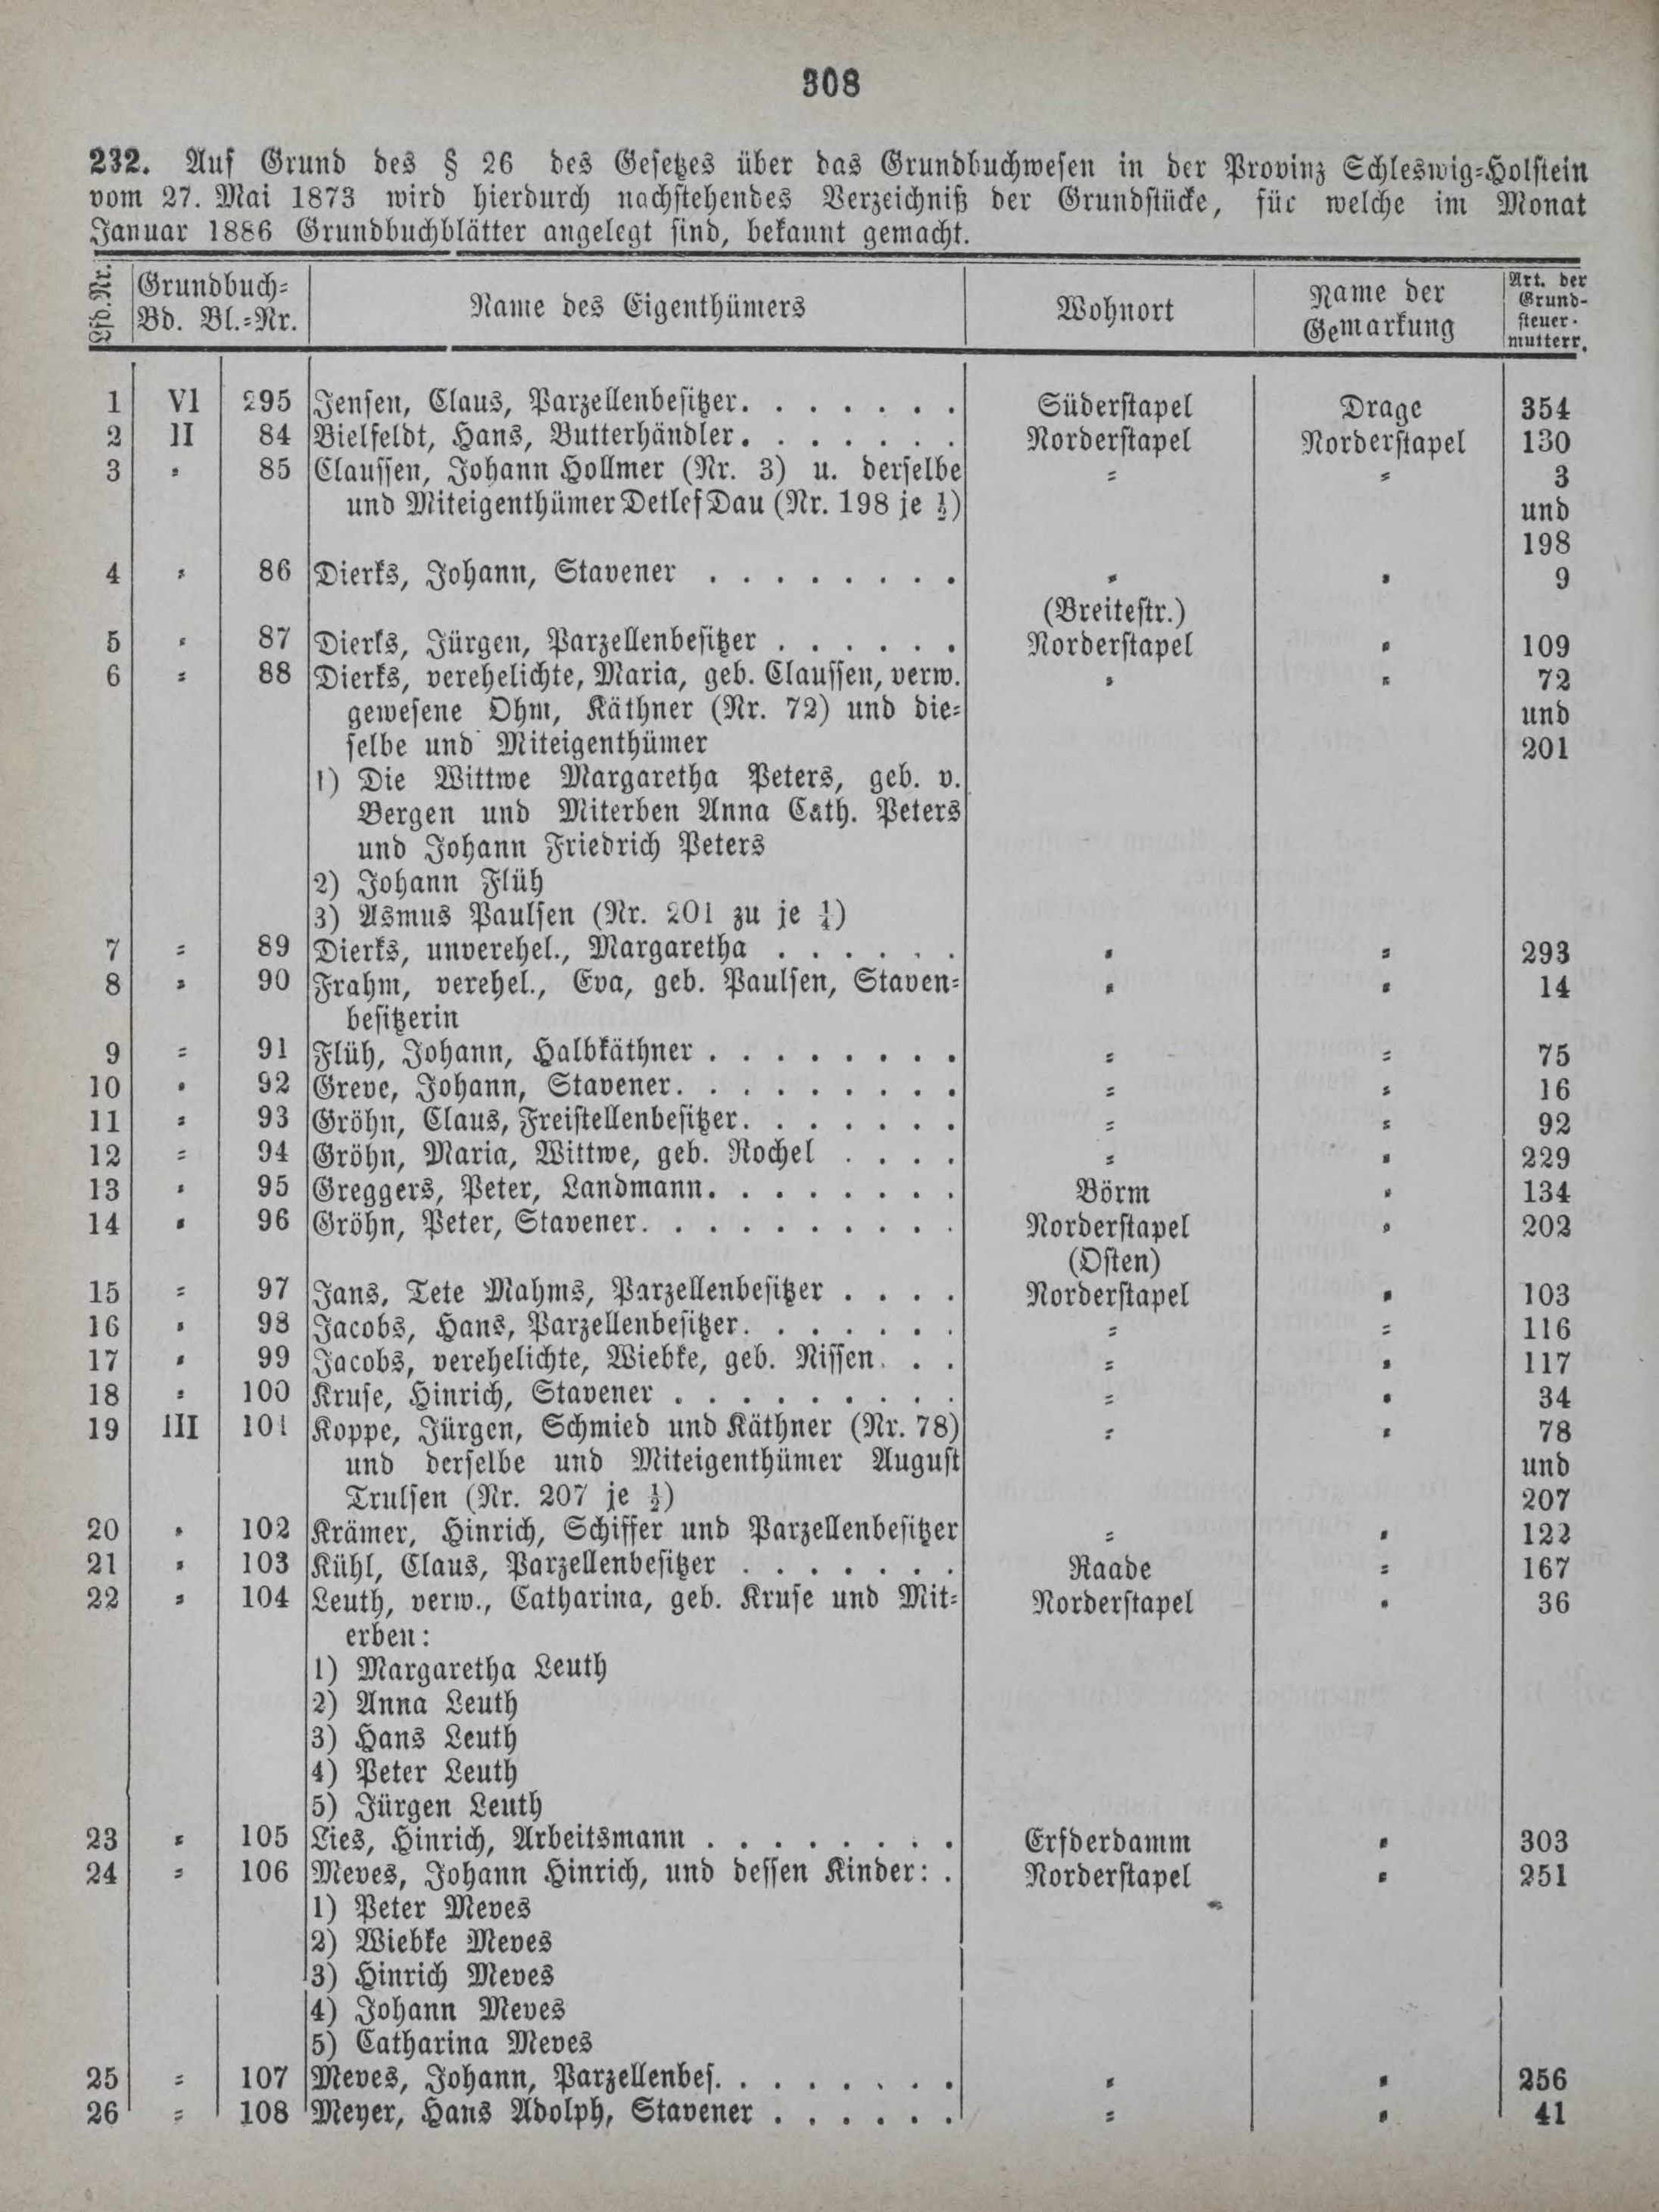 308
232. Auf Grund des § 26 des Gesetzes über das Grundbuchwesen in der Provinz Schleswig-Holstein
vom 27. Mai 1873 wird hierdurch nachstehendes Verzeichniß der Grundstücke, für welche im Monat
Januar 1886 Grundbuchblätter angelegt sind, bekannt gemacht.
Lfd. Nr. | Grundbuch- Bd. Bl.-Nr. | Name des Eigenthümers | Wohnort | Name der Gemarkung | Art. der Grund- steuer- mutterr.
1 VI 295 Jensen, Claus, Parzellenbesitzer. . . . . . . Süderstapel Drage 354
2 II 84 Bielfeldt, Hans, Butterhändler. . . . . . . Norderstapel Norderstapel 130
3 = 85 Claussen, Johann Hollmer (Nr. 3) u. derselbe = = 3
und Miteigenthümer Detlef Dau (Nr. 198 je ½) und
198
4 = 86 Dierks, Johann, Stavener . . . . . . . . = = 9
(Breitestr.)
5 = 87 Dierks, Jürgen, Parzellenbesitzer . . . . . . Norderstapel = 109
6 = 88 Dierks, verehelichte, Maria, geb. Claussen, verw. = = 72
gewesene Ohm, Käthner (Nr. 72) und die- und
selbe und Miteigenthümer 201
1) Die Wittwe Margaretha Peters, geb. v.
Bergen und Miterben Anna Cath. Peters
und Johann Friedrich Peters
2) Johann Flüh
3) Asmus Paulsen (Nr. 201 zu je ¼)
7 = 89 Dierks, unverehel., Margaretha . . . . . . = = 293
8 = 90 Frahm, verehel., Eva, geb. Paulsen, Staven- = = 14
besitzerin
9 = 91 Flüh, Johann, Halbkäthner . . . . . . . . = = 75
10 = 92 Greve, Johann, Stavener. . . . . . . . . = = 16
11 = 93 Gröhn, Claus, Freistellenbesitzer. . . . . . . = = 92
12 = 94 Gröhn, Maria, Wittwe, geb. Rochel . . . . = = 229
13 = 95 Greggers, Peter, Landmann. . . . . . . . Börm = 134
14 = 96 Gröhn, Peter, Stavener. . . . . . . . . . Norderstapel = 202
(Osten)
15 = 97 Jans, Tete Mahms, Parzellenbesitzer . . . . Norderstapel = 103
16 = 98 Jacobs, Hans, Parzellenbesitzer. . . . . . . = = 116
17 = 99 Jacobs, verehelichte, Wiebke, geb. Nissen. . . = = 117
18 = 100 Kruse, Hinrich, Stavener . . . . . . . . . = = 34
19 III 101 Koppe, Jürgen, Schmied und Käthner (Nr. 78) = = 78
und derselbe und Miteigenthümer August und
Trulsen (Nr. 207 je ½) 207
20 = 102 Krämer, Hinrich, Schiffer und Parzellenbesitzer = = 122
21 = 103 Kühl, Claus, Parzellenbesitzer . . . . . . . Raade = 167
22 = 104 Leuth, verw., Catharina, geb. Kruse und Mit- Norderstapel = 36
erben:
1) Margaretha Leuth
2) Anna Leuth
3) Hans Leuth
4) Peter Leuth
5) Jürgen Leuth
23 = 105 Lies, Hinrich, Arbeitsmann . . . . . . . . Erfderdamm = 303
24 = 106 Meves, Johann Hinrich, und dessen Kinder: . Norderstapel = 251
1) Peter Meves
2) Wiebke Meves
3) Hinrich Meves
4) Johann Meves
5) Catharina Meves
25 = 107 Meves, Johann, Parzellenbes. . . . . . . . = = 256
26 = 108 Meyer, Hans Adolph, Stavener . . . . . . = = 41